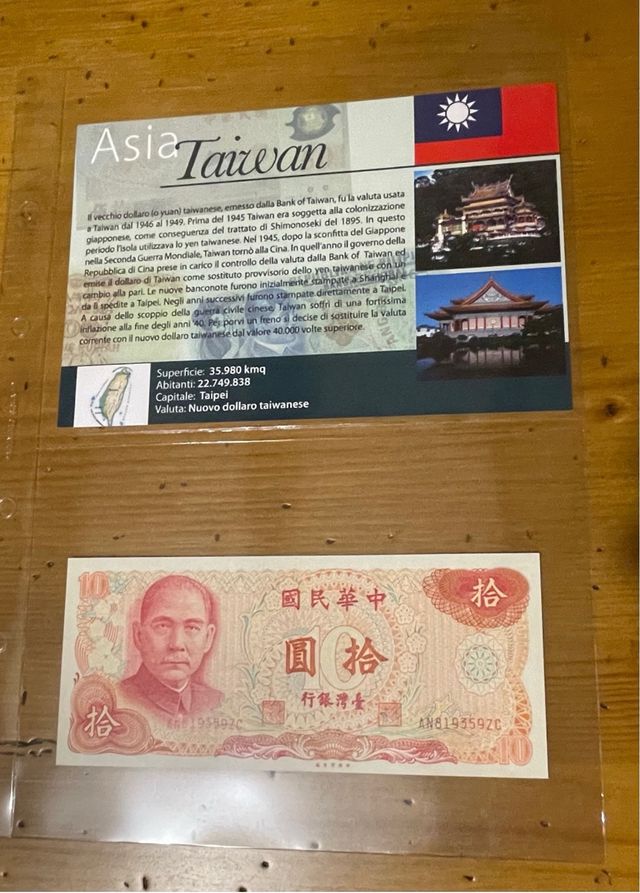 Asia
Taiwan
Il vecchio dollaro (o yuan) taiwanese, emesso dalla Bank of Taiwan, fu la valuta usata
a Taiwan dal 1946 al 1949. Prima del 1945 Taiwan era soggetta alla colonizzazione
giapponese, come conseguenza del trattato di Shimonoseki del 1895. In questo
periodo l'isola utilizzava lo yen taiwanese. Nel 1945, dopo la sconfitta del Giappone
nella Seconda Guerra Mondiale, Taiwan tornò alla Cina. In quell'anno il governo della
Repubblica di Cina prese in carico il controllo della valuta dalla Bank of Taiwan ed
emise il dollaro di Taiwan come sostituto provvisorio dello yen taiwanese con un
cambio alla pari. Le nuove banconote furono inizialmente stampate a Shanghai e
da lì spedite a Taipei. Negli anni successivi furono stampate direttamente a Taipei.
A causa dello scoppio della guerra civile cinese, Taiwan soffrì di una fortissima
inflazione alla fine degli anni '40. Per porvi un freno si decise di sostituire la valuta
corrente con il nuovo dollaro taiwanese dal valore 40.000 volte superiore.
Superficie: 35.980 kmq
Abitanti: 22.749.838
Capitale: Taipei
Valuta: Nuovo dollaro taiwanese
10
國民華中
拾
10
圓拾
行銀灣臺
拾
AN819359ZC
AN819359ZC
10